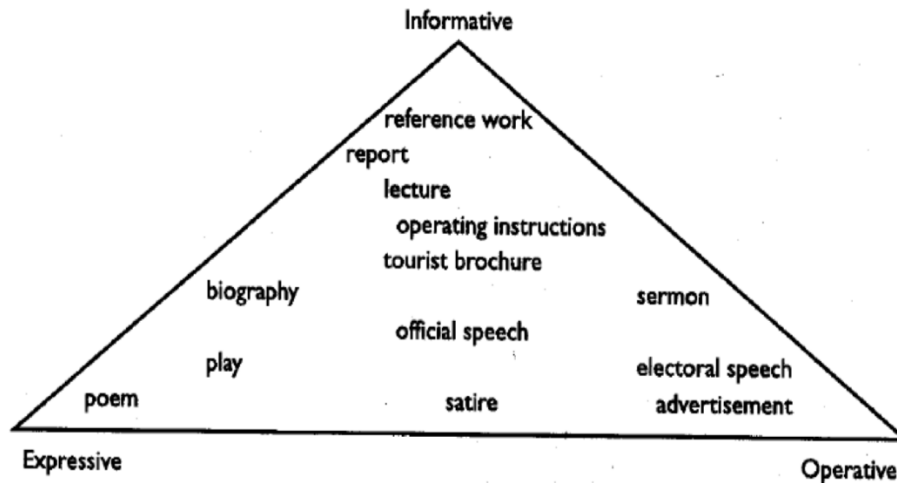 Informative
reference work
report
lecture
operating instructions
tourist brochure
biography
sermon
official speech
play
electoral speech
poem
satire
advertisement
Expressive
Operative